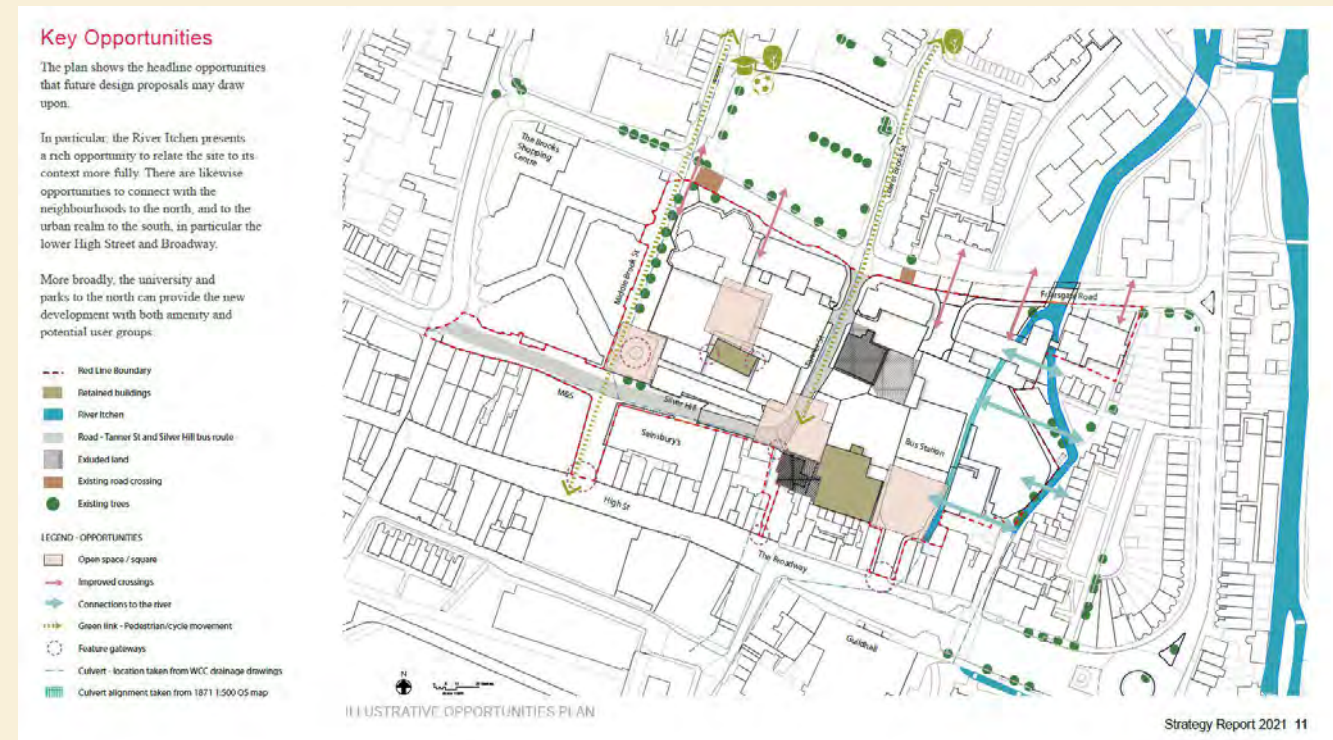 Key Opportunities
The plan shows the headline opportunities
that future design proposals may draw
upon.
In particular, the River Itchen presents
a rich opportunity to relate the site to its
context more fully. There are likewise
opportunities to connect with the
neighbourhoods to the north, and to the
urban realm to the south, in particular the
lower High Street and Broadway.
More broadly, the university and
parks to the north can provide the new
development with both amenity and
potential user groups.
Red Line Boundary
Retained buildings
River Itchen
Road - Tanner St and Silver Hill bus route
Exluded land
Existing road crossing
Existing trees
LEGEND - OPPORTUNITIES
Open space / square
Improved crossings
Connections to the river
Green link - Pedestrian/cycle movement
Feature gateways
Culvert - location taken from WCC drainage drawings
Culvert alignment taken from 1871 1:500 OS map
The Brooks
Shopping
Centre
Middle Brook St
Lower Brook St
Friarsgate Road
Tanner St
M&S
Silver Hill
Sainsbury's
Bus Station
High St
The Broadway
Guildhall
N
ILLUSTRATIVE OPPORTUNITIES PLAN
Strategy Report 2021 11